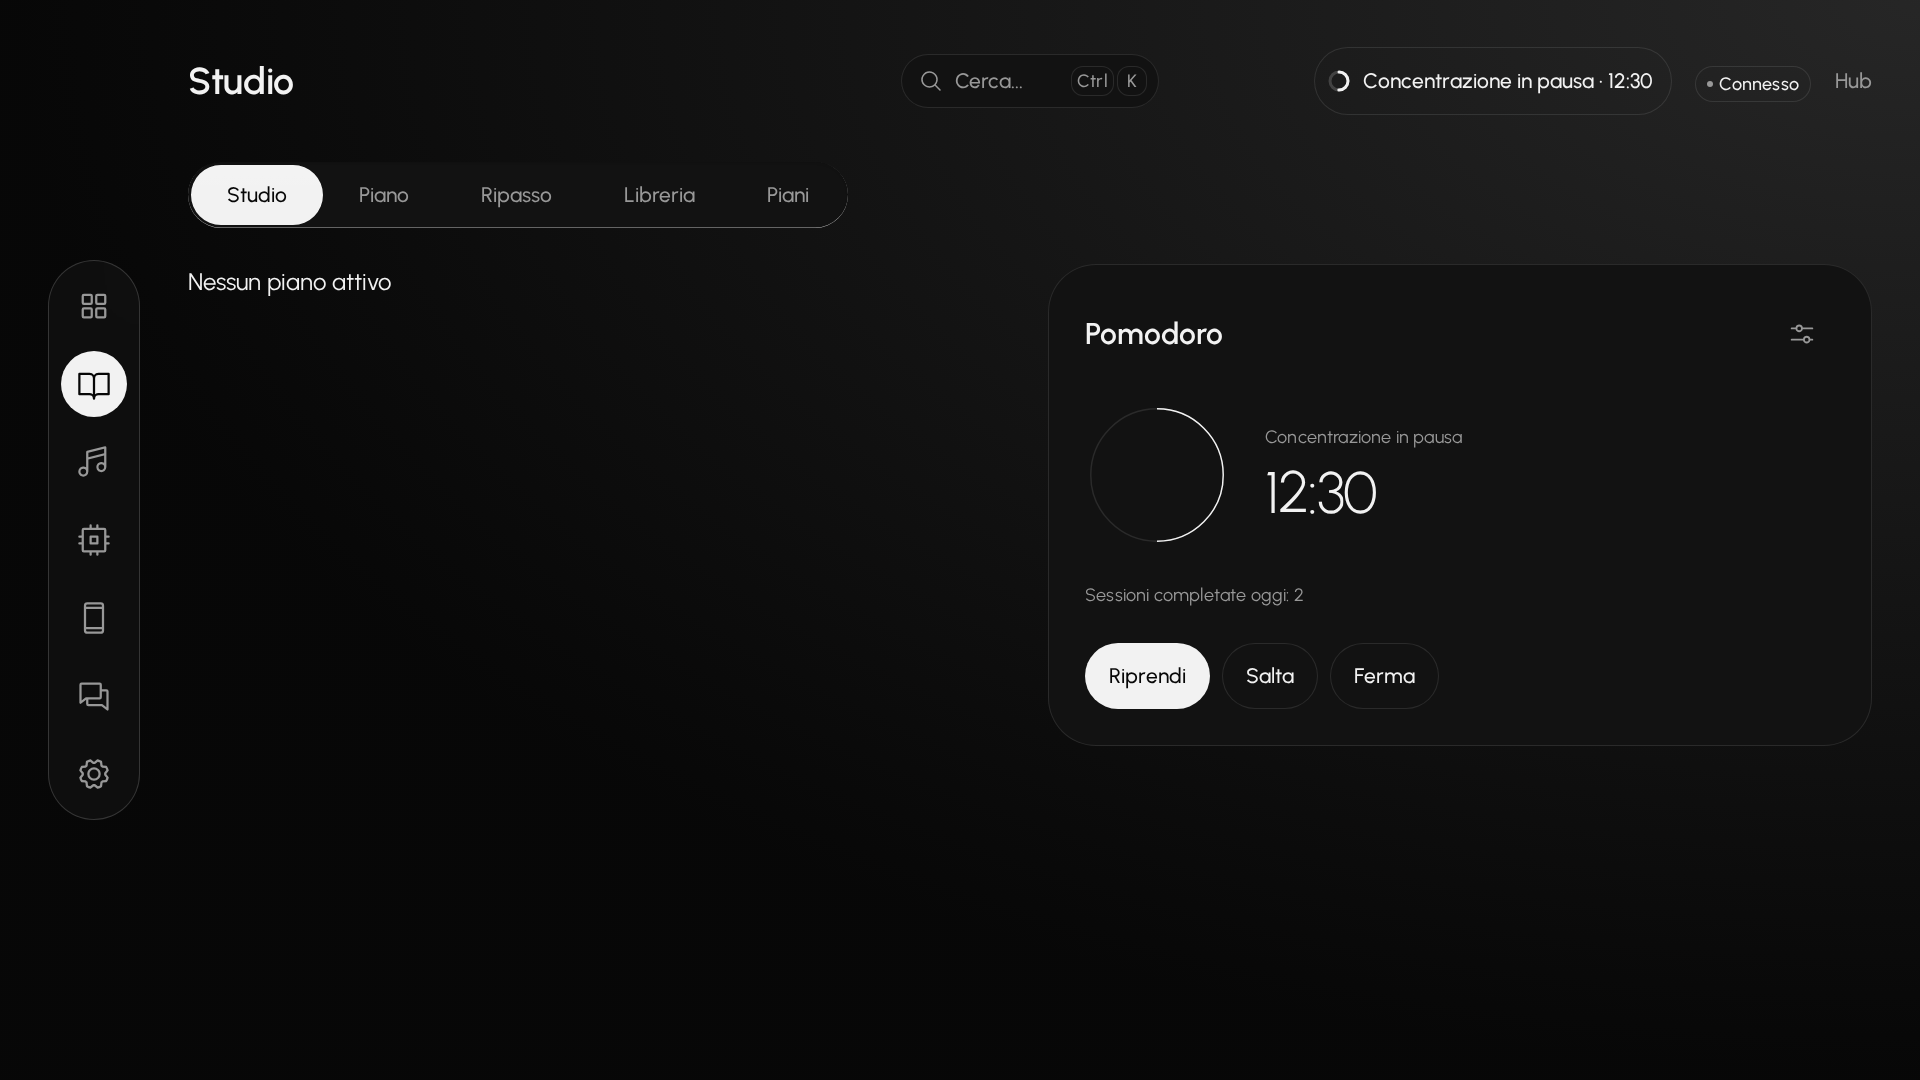 Studio
Cerca...
Ctrl K
Concentrazione in pausa · 12:30
Connesso
Hub
Studio
Piano
Ripasso
Libreria
Piani
Nessun piano attivo
Pomodoro
Concentrazione in pausa
12:30
Sessioni completate oggi: 2
Riprendi
Salta
Ferma